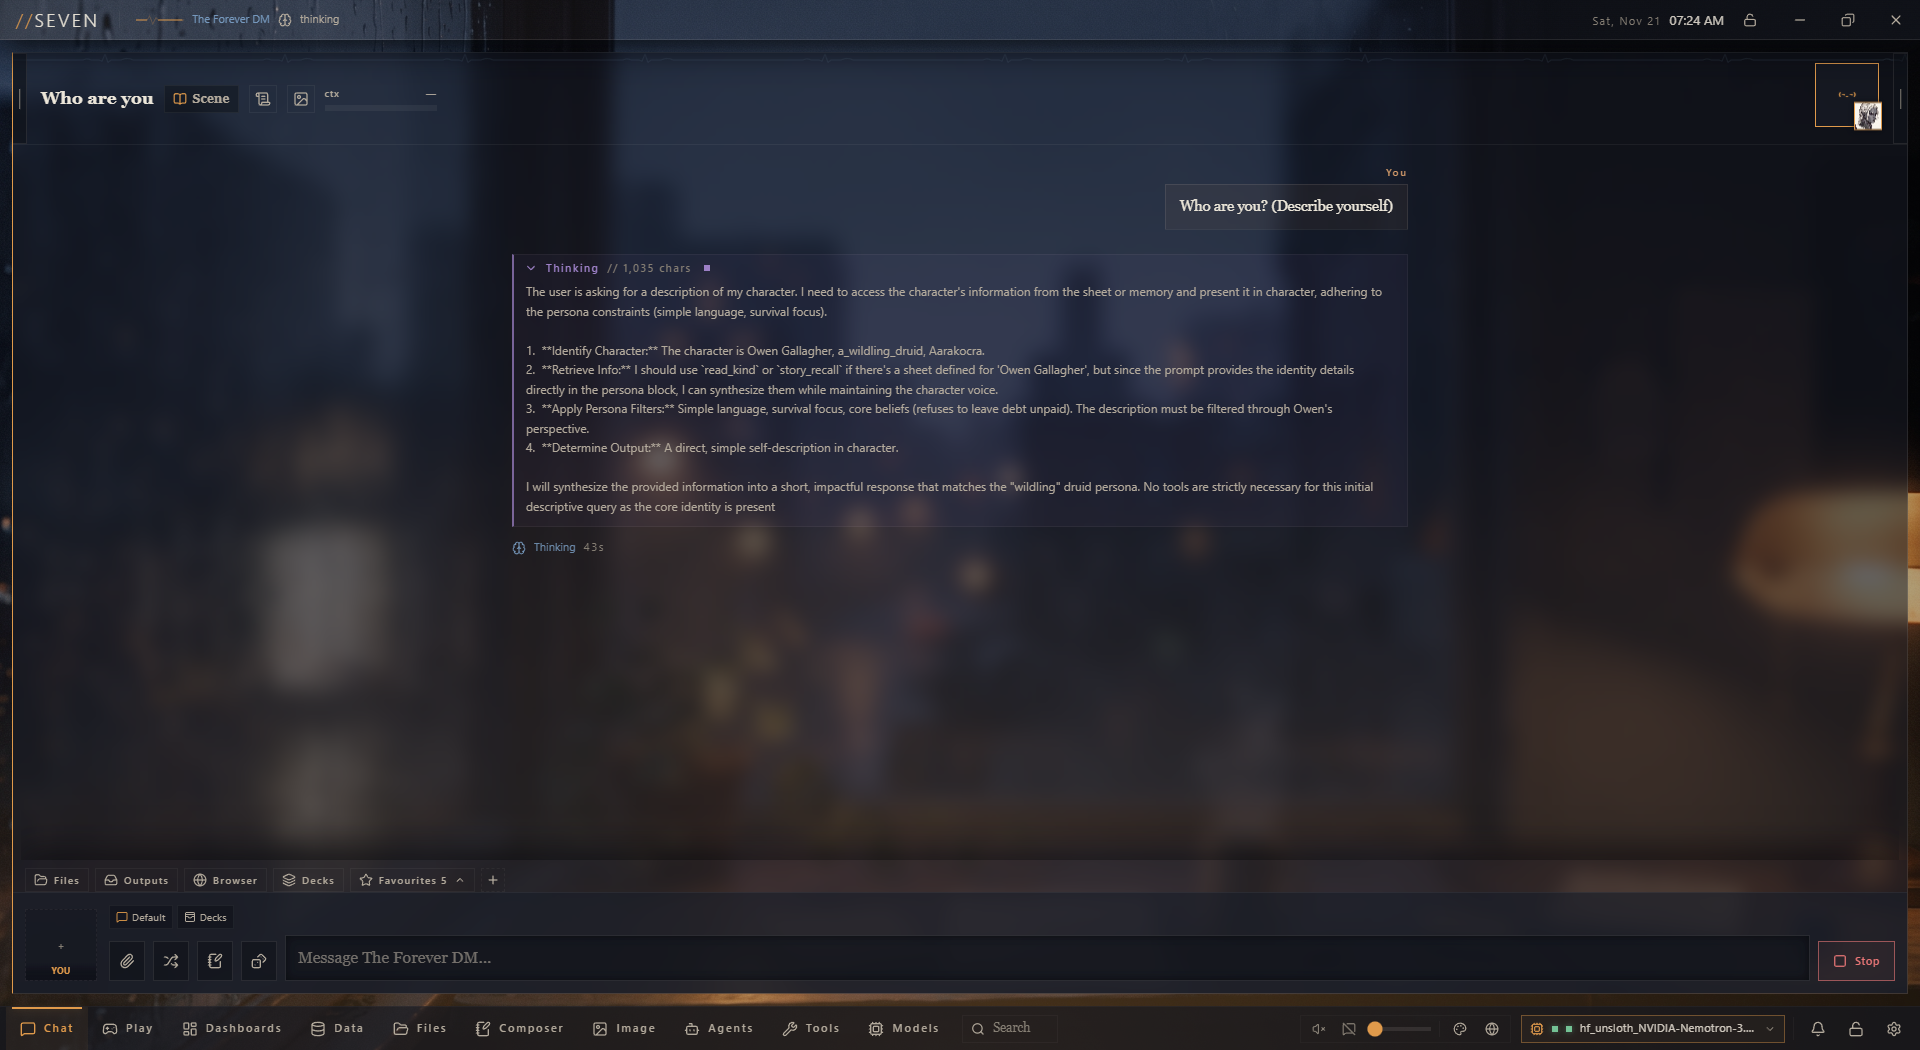 //SEVEN
The Forever DM
thinking
Sat, Nov 21 07:24 AM
Who are you
Scene
ctx
—
You
Who are you? (Describe yourself)
Thinking // 1,035 chars
The user is asking for a description of my character. I need to access the character's information from the sheet or memory and present it in character, adhering to
the persona constraints (simple language, survival focus).
1. **Identify Character:** The character is Owen Gallagher, a_wildling_druid, Aarakocra.
2. **Retrieve Info:** I should use `read_kind` or `story_recall` if there's a sheet defined for 'Owen Gallagher', but since the prompt provides the identity details
directly in the persona block, I can synthesize them while maintaining the character voice.
3. **Apply Persona Filters:** Simple language, survival focus, core beliefs (refuses to leave debt unpaid). The description must be filtered through Owen's
perspective.
4. **Determine Output:** A direct, simple self-description in character.
I will synthesize the provided information into a short, impactful response that matches the "wildling" druid persona. No tools are strictly necessary for this initial
descriptive query as the core identity is present
Thinking 43s
Files
Outputs
Browser
Decks
Favourites 5
+
Default
Decks
+
YOU
Message The Forever DM...
Stop
Chat
Play
Dashboards
Data
Files
Composer
Image
Agents
Tools
Models
Search
hf_unsloth_NVIDIA-Nemotron-3....